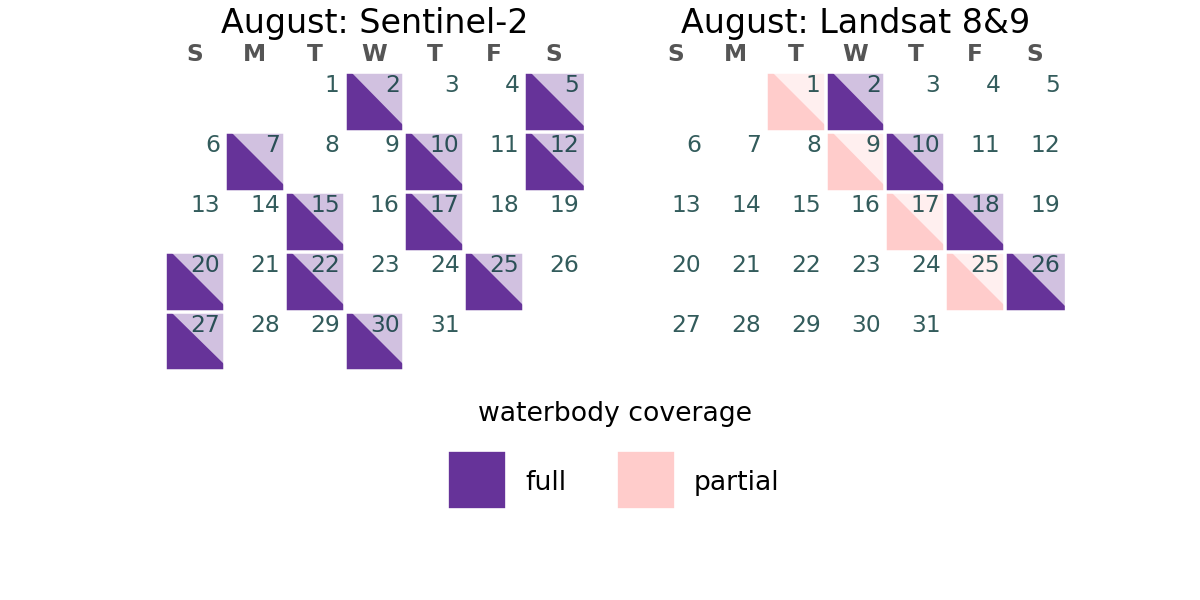 August: Sentinel-2
S M T W T F S
1 2 3 4 5
6 7 8 9 10 11 12
13 14 15 16 17 18 19
20 21 22 23 24 25 26
27 28 29 30 31
August: Landsat 8&9
S M T W T F S
1 2 3 4 5
6 7 8 9 10 11 12
13 14 15 16 17 18 19
20 21 22 23 24 25 26
27 28 29 30 31
waterbody coverage
full partial